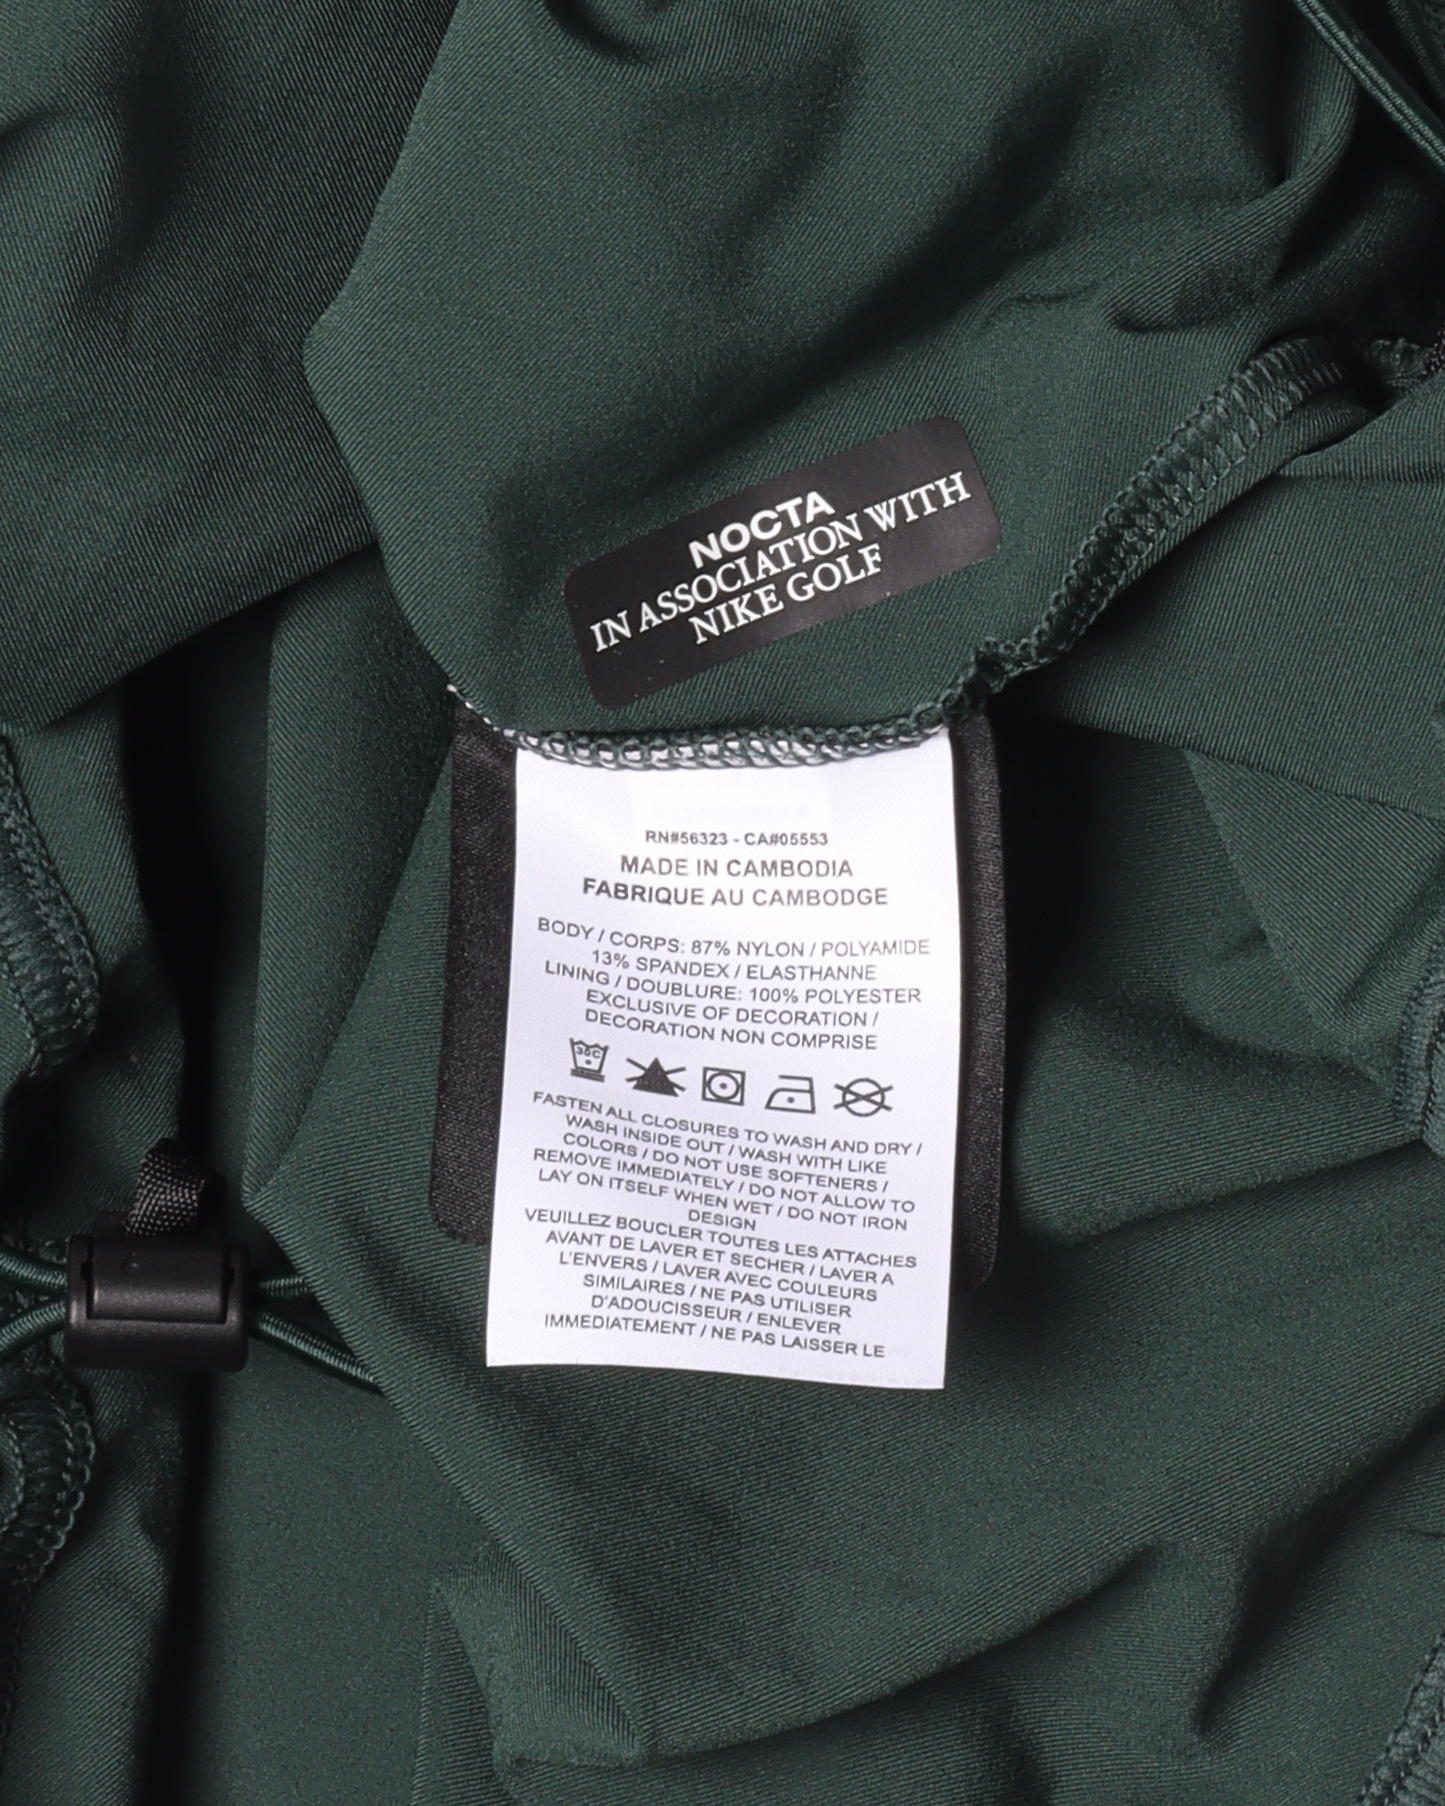 NOCTA
IN ASSOCIATION WITH
NIKE GOLF
RN#56323 - CA#05553
MADE IN CAMBODIA
FABRIQUE AU CAMBODGE
BODY / CORPS: 87% NYLON / POLYAMIDE
13% SPANDEX / ELASTHANNE
LINING / DOUBLURE: 100% POLYESTER
EXCLUSIVE OF DECORATION /
DECORATION NON COMPRISE
30C
FASTEN ALL CLOSURES TO WASH AND DRY /
WASH INSIDE OUT / WASH WITH LIKE
COLORS / DO NOT USE SOFTENERS /
REMOVE IMMEDIATELY / DO NOT ALLOW TO
LAY ON ITSELF WHEN WET / DO NOT IRON
DESIGN
VEUILLEZ BOUCLER TOUTES LES ATTACHES
AVANT DE LAVER ET SECHER / LAVER A
L'ENVERS / LAVER AVEC COULEURS
SIMILAIRES / NE PAS UTILISER
D'ADOUCISSEUR / ENLEVER
IMMEDIATEMENT / NE PAS LAISSER LE